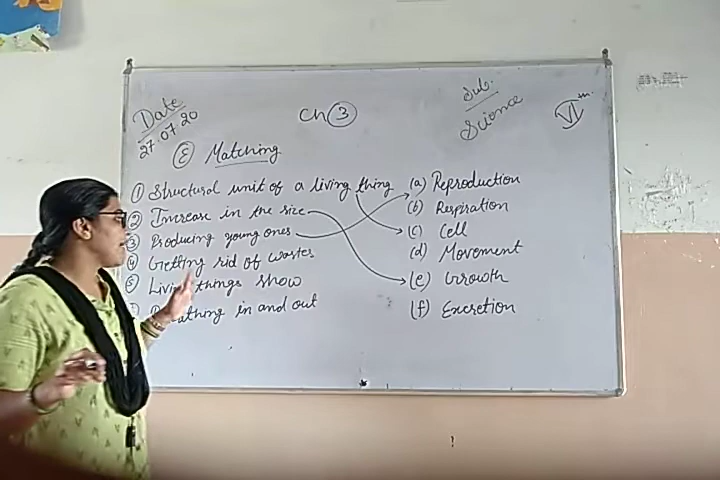 Date
27.07.20
Ch 3
Sub.
Science
VI
(E) Matching
(1) Structural unit of a living thing
(2) Increase in the size
(3) Producing young ones
(4) Getting rid of wastes
(5) Living things show
Breathing in and out
(a) Reproduction
(b) Respiration
(c) Cell
(d) Movement
(e) Growth
(f) Excretion